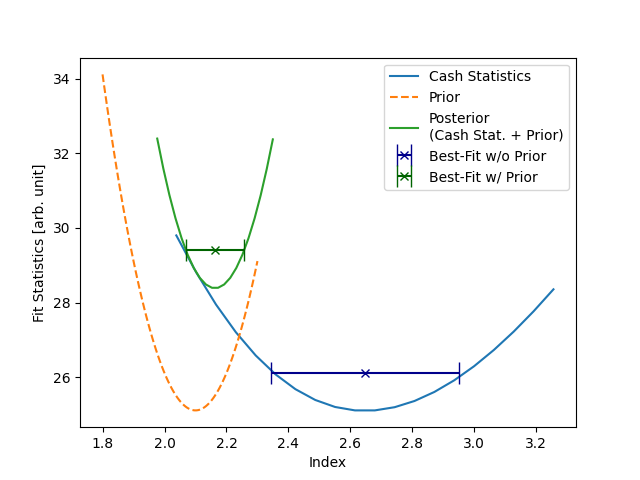 34
32
30
28
26
Fit Statistics [arb. unit]
1.8 2.0 2.2 2.4 2.6 2.8 3.0 3.2
Index
Cash Statistics
Prior
Posterior
(Cash Stat. + Prior)
Best-Fit w/o Prior
Best-Fit w/ Prior